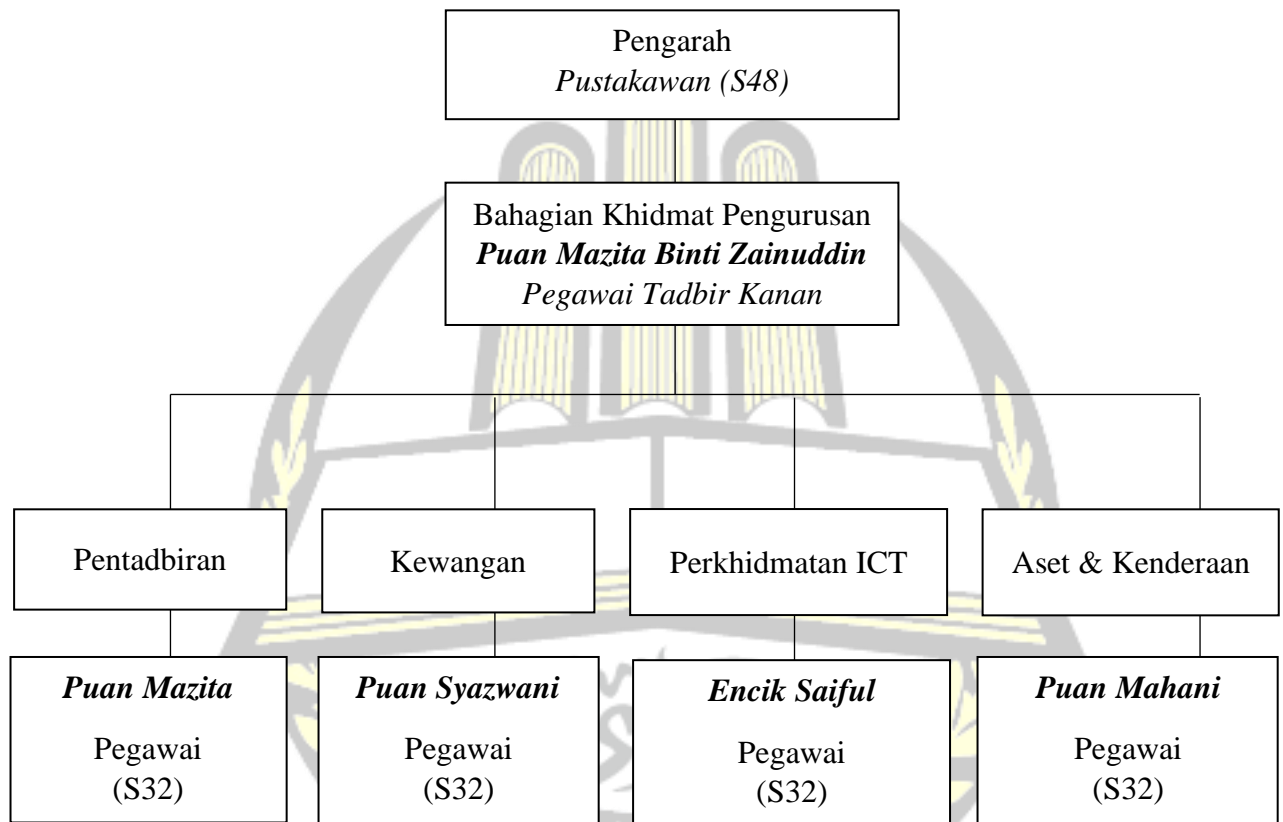 Pengarah
Pustakawan (S48)
Bahagian Khidmat Pengurusan
Puan Mazita Binti Zainuddin
Pegawai Tadbir Kanan
Pentadbiran
Kewangan
Perkhidmatan ICT
Aset & Kenderaan
Puan Mazita
Pegawai
(S32)
Puan Syazwani
Pegawai
(S32)
Encik Saiful
Pegawai
(S32)
Puan Mahani
Pegawai
(S32)